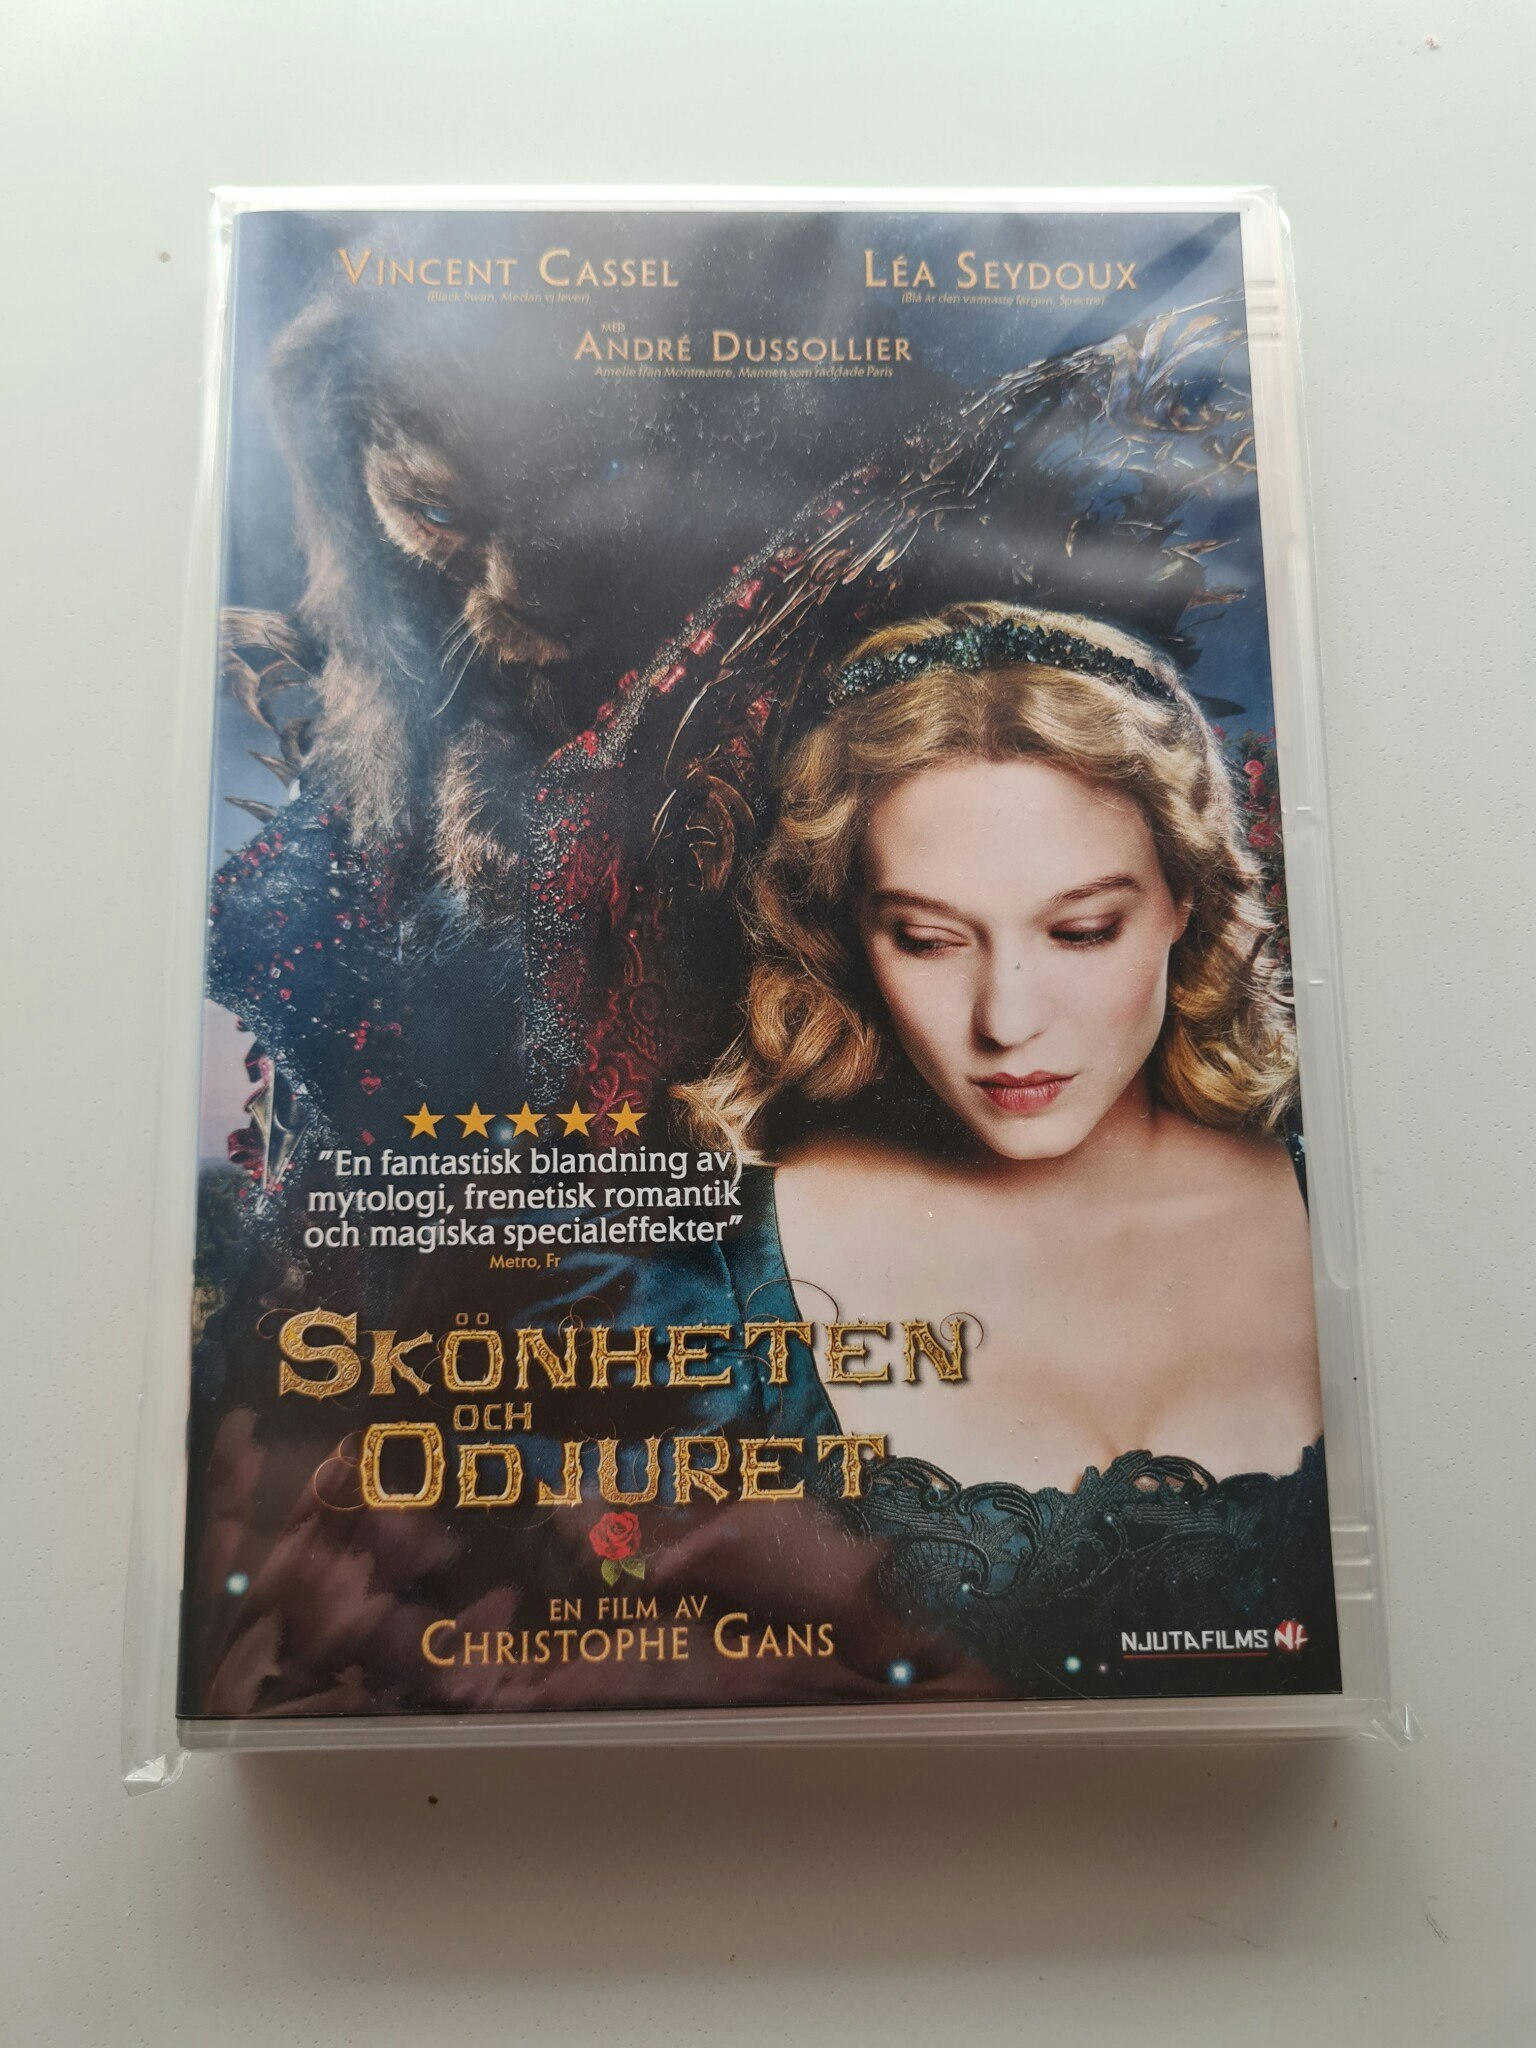 VINCENT CASSEL
(Black Swan, Medan vi lever)
LÉA SEYDOUX
(Blå är den varmaste färgen, Spectre)
MED
ANDRÉ DUSSOLLIER
Amelie från Montmartre, Mannen som räddade Paris
"En fantastisk blandning av
mytologi, frenetisk romantik
och magiska specialeffekter"
Metro, Fr
SKÖNHETEN
OCH
ODJURET
EN FILM AV
CHRISTOPHE GANS
NJUTAFILMS NF